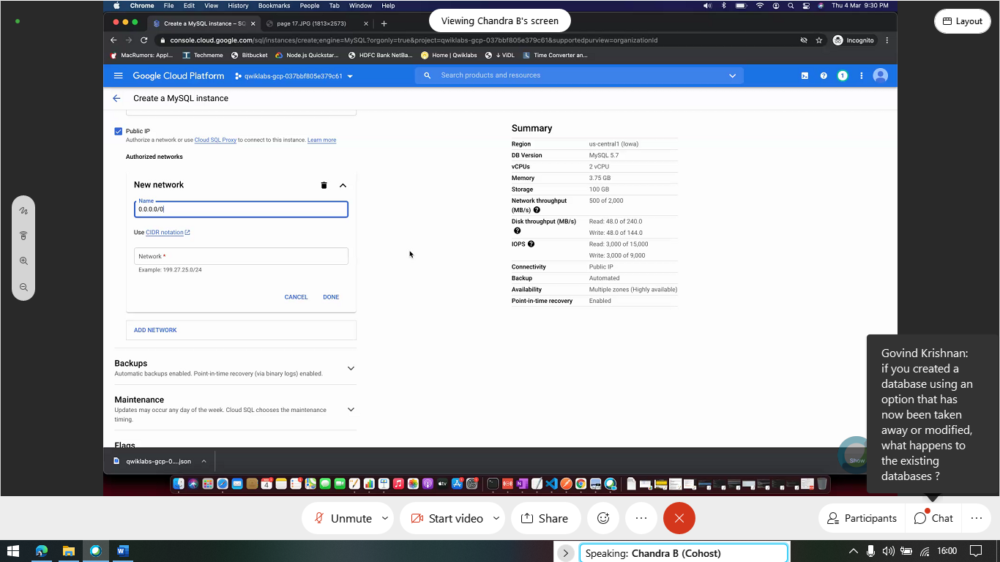 Chrome File Edit View History Bookmarks People Tab Window Help
Thu 4 Mar 9:30 PM
Viewing Chandra B's screen
Layout
Create a MySQL instance – SQ
page 17.JPG (1813×2573)
console.cloud.google.com/sql/instances/create;engine=MySQL?orgonly=true&project=qwiklabs-gcp-037bbf805e379c61&supportedpurview=organizationId
Incognito
MacRumors: Appl... Techmeme Bitbucket Node.js Quickstar... HDFC Bank NetBa... Home | Qwiklabs ↓ ViDL Time Converter an...
Google Cloud Platform
qwiklabs-gcp-037bbf805e379c61
Search products and resources
1
Create a MySQL instance
Public IP
Authorize a network or use Cloud SQL Proxy to connect to this instance. Learn more
Authorized networks
New network
Name
0.0.0.0/0
Use CIDR notation
Network *
Example: 199.27.25.0/24
CANCEL DONE
ADD NETWORK
Backups
Automatic backups enabled. Point-in-time recovery (via binary logs) enabled.
Maintenance
Updates may occur any day of the week. Cloud SQL chooses the maintenance
timing.
Flags
Summary
Region us-central1 (Iowa)
DB Version MySQL 5.7
vCPUs 2 vCPU
Memory 3.75 GB
Storage 100 GB
Network throughput 500 of 2,000
(MB/s)
Disk throughput (MB/s) Read: 48.0 of 240.0
Write: 48.0 of 144.0
IOPS Read: 3,000 of 15,000
Write: 3,000 of 9,000
Connectivity Public IP
Backup Automated
Availability Multiple zones (Highly available)
Point-in-time recovery Enabled
Govind Krishnan:
if you created a
database using an
option that has
now been taken
away or modified,
what happens to
the existing
databases ?
qwiklabs-gcp-0....json
Show
Unmute
Start video
Share
Participants
Chat
Speaking: Chandra B (Cohost)
16:00